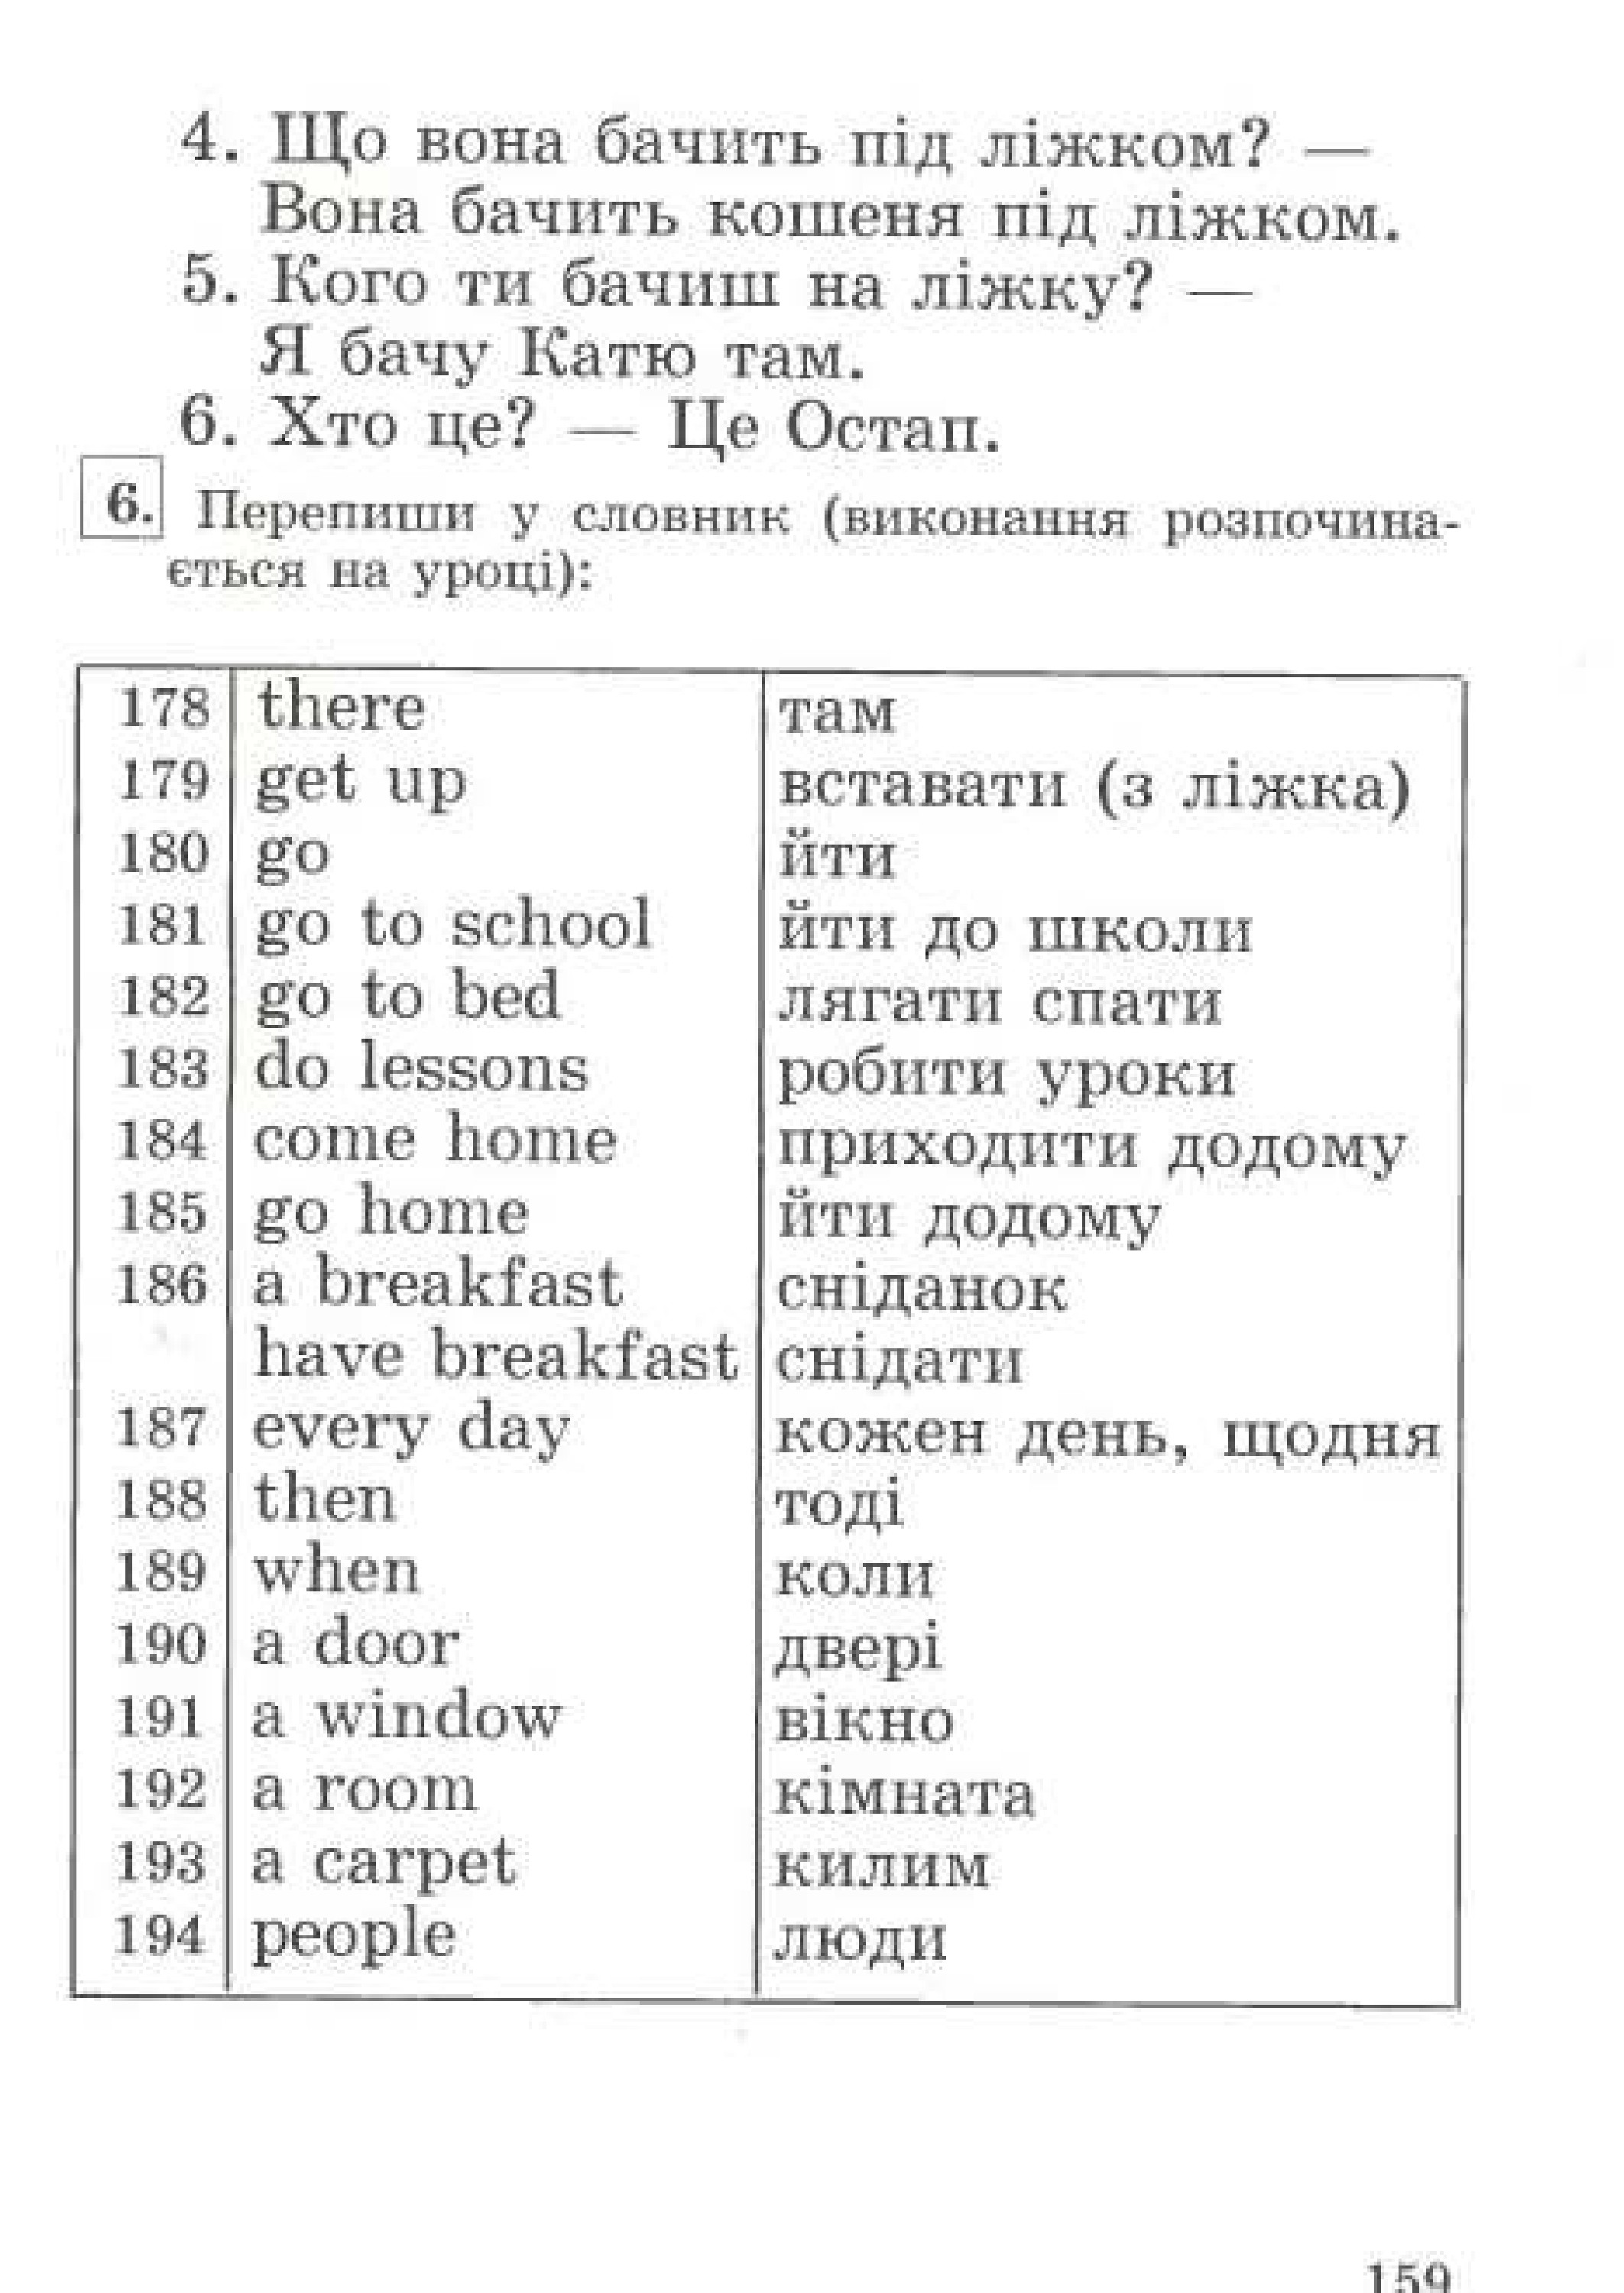 4. Що вона бачить під ліжком? —
Вона бачить кошеня під ліжком.
5. Кого ти бачиш на ліжку? —
Я бачу Катю там.
6. Хто це? — Це Остап.
6. Перепиши у словник (виконання розпочина-
ється на уроці):
178 there там
179 get up вставати (з ліжка)
180 go йти
181 go to school йти до школи
182 go to bed лягати спати
183 do lessons робити уроки
184 come home приходити додому
185 go home йти додому
186 a breakfast сніданок
have breakfast снідати
187 every day кожен день, щодня
188 then тоді
189 when коли
190 a door двері
191 a window вікно
192 a room кімната
193 a carpet килим
194 people люди
159